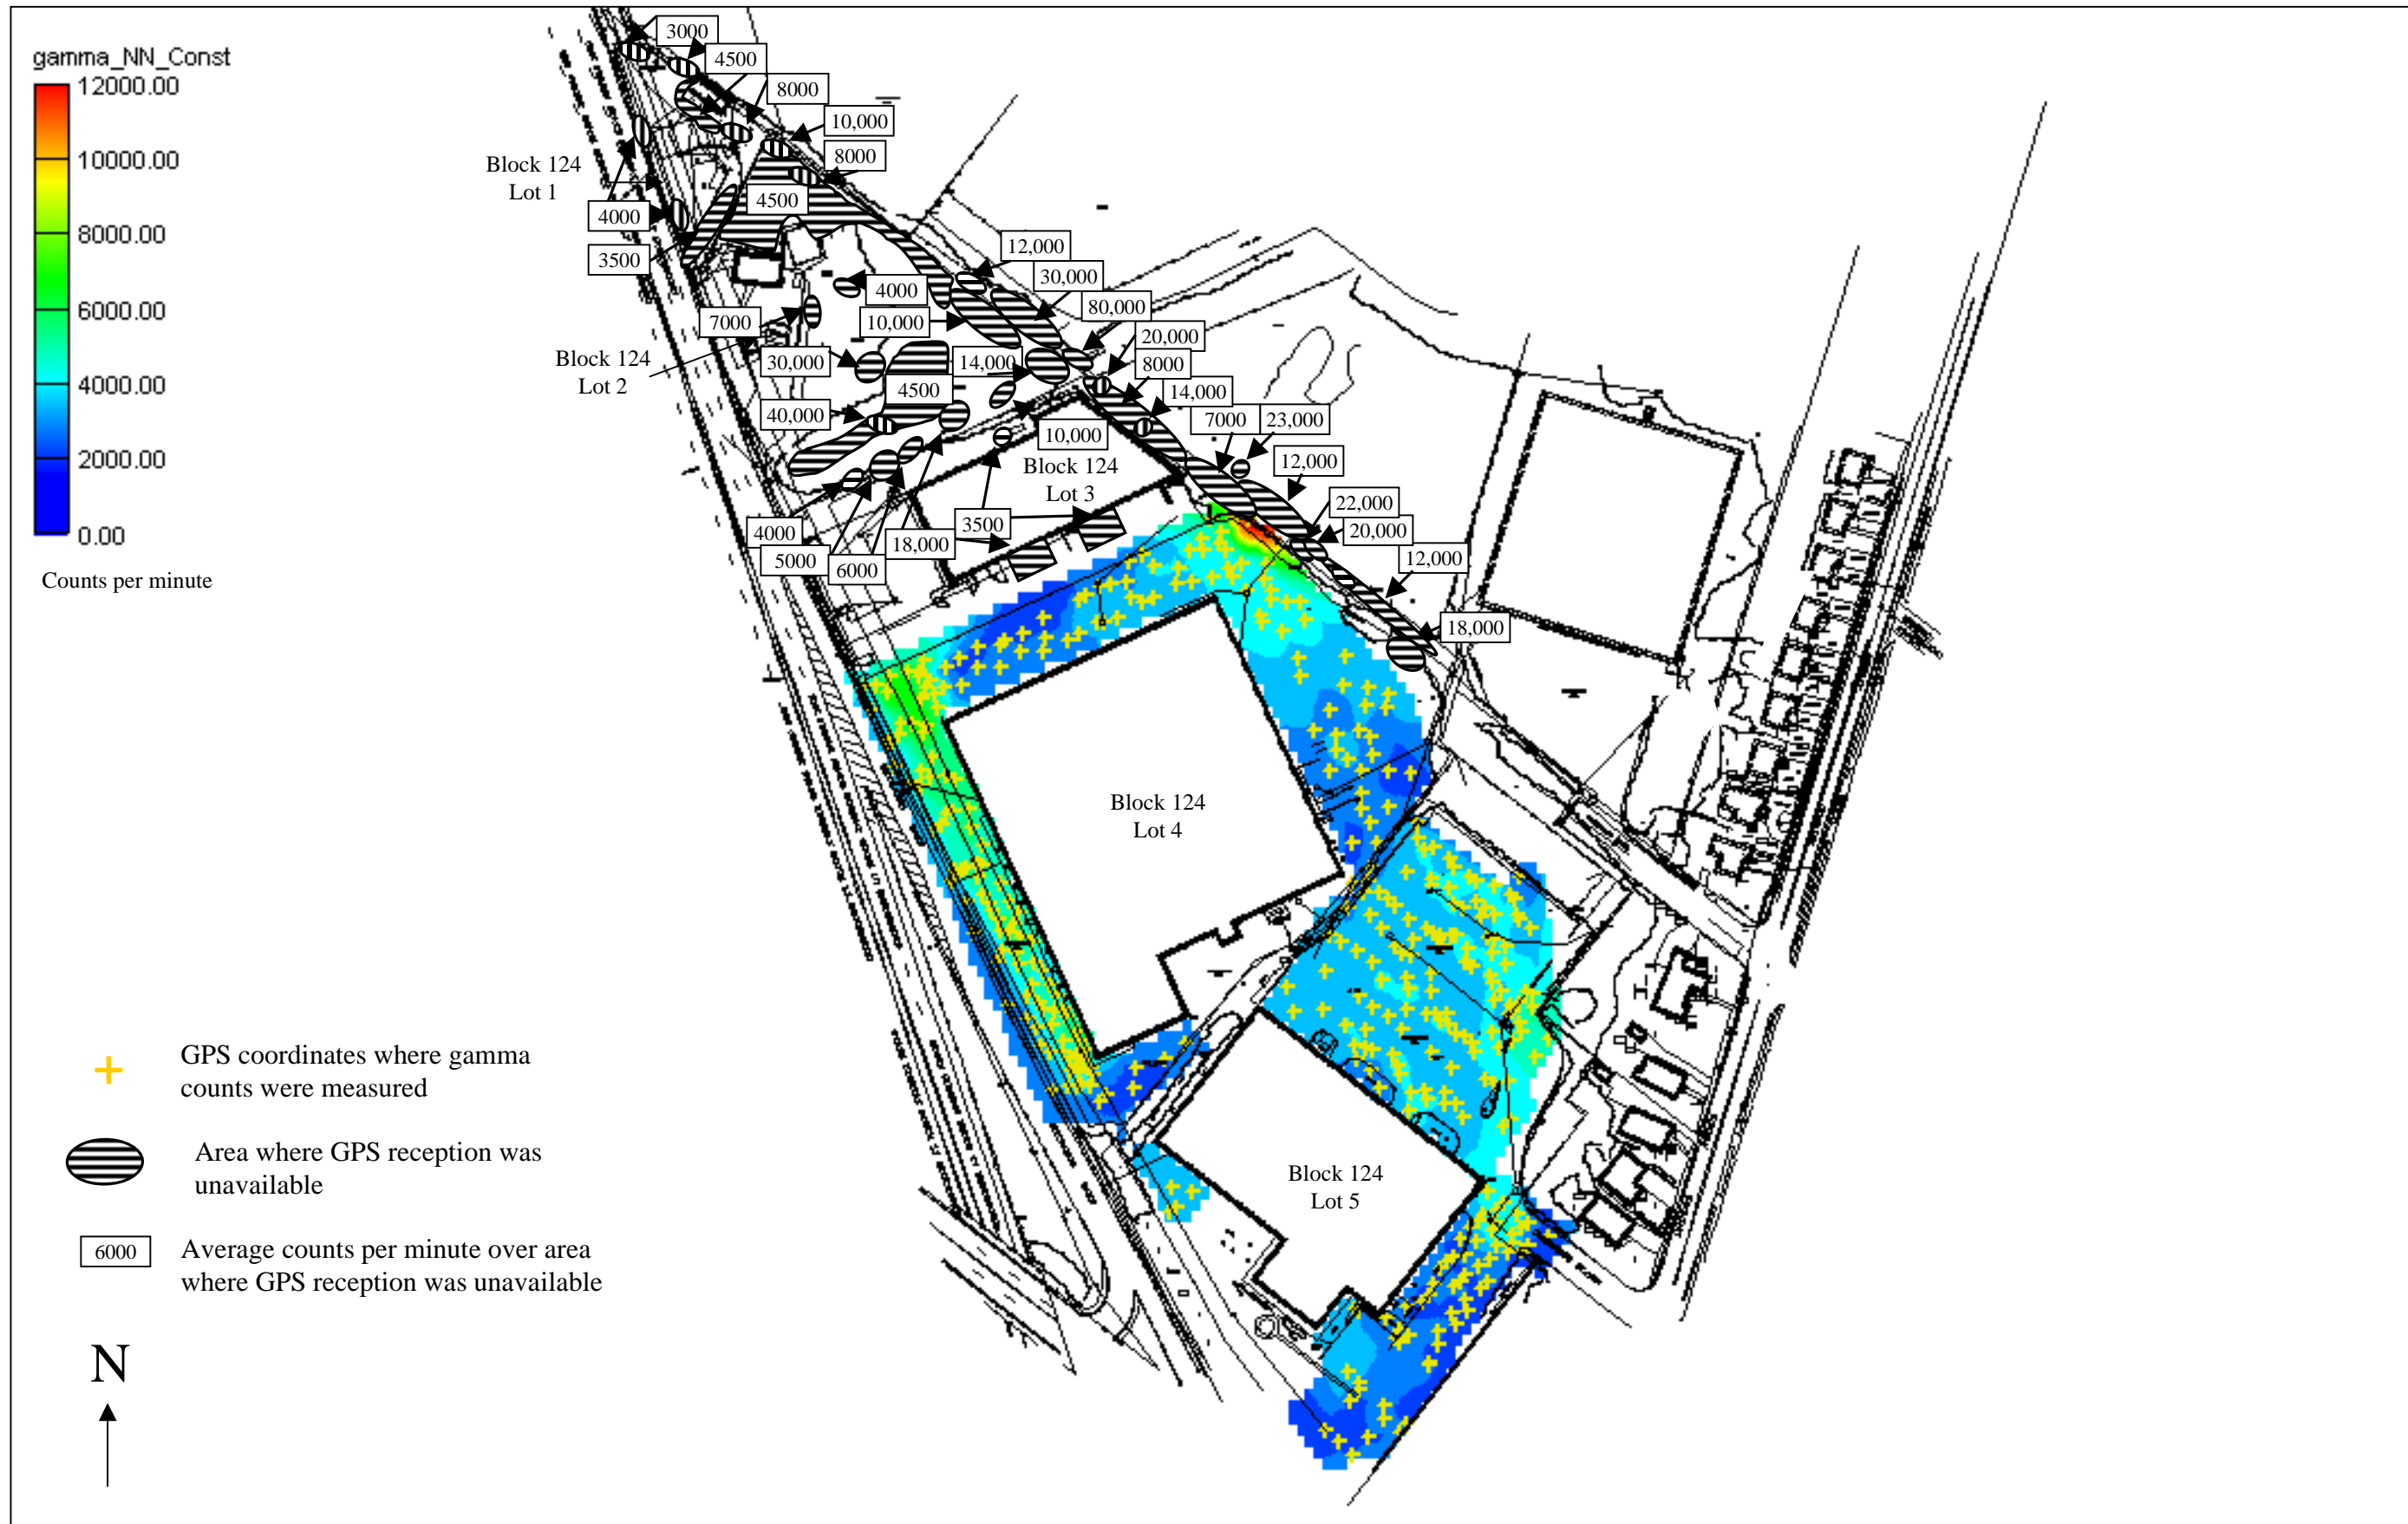 gamma_NN_Const
12000.00
10000.00
8000.00
6000.00
4000.00
2000.00
0.00
Counts per minute
3000
4500
8000
10,000
8000
Block 124
Lot 1
4500
4000
3500
12,000
30,000
4000
80,000
7000
10,000
20,000
Block 124
Lot 2
30,000
14,000
8000
4500
14,000
40,000
7000
23,000
10,000
Block 124
Lot 3
12,000
22,000
3500
4000
20,000
18,000
5000
6000
12,000
18,000
Block 124
Lot 4
Block 124
Lot 5
GPS coordinates where gamma
counts were measured
Area where GPS reception was
unavailable
6000
Average counts per minute over area
where GPS reception was unavailable
N